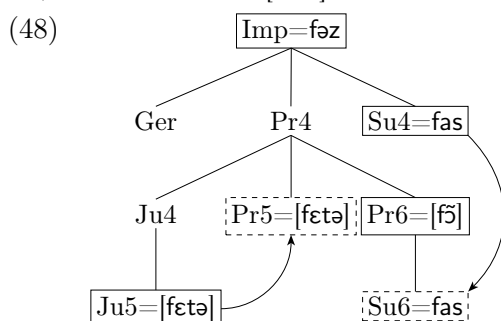 (48)
Imp=fəz
Ger Pr4 Su4=fas
Ju4 Pr5=[fɛtə] Pr6=[fɔ̃]
Ju5=[fɛtə] Su6=fas